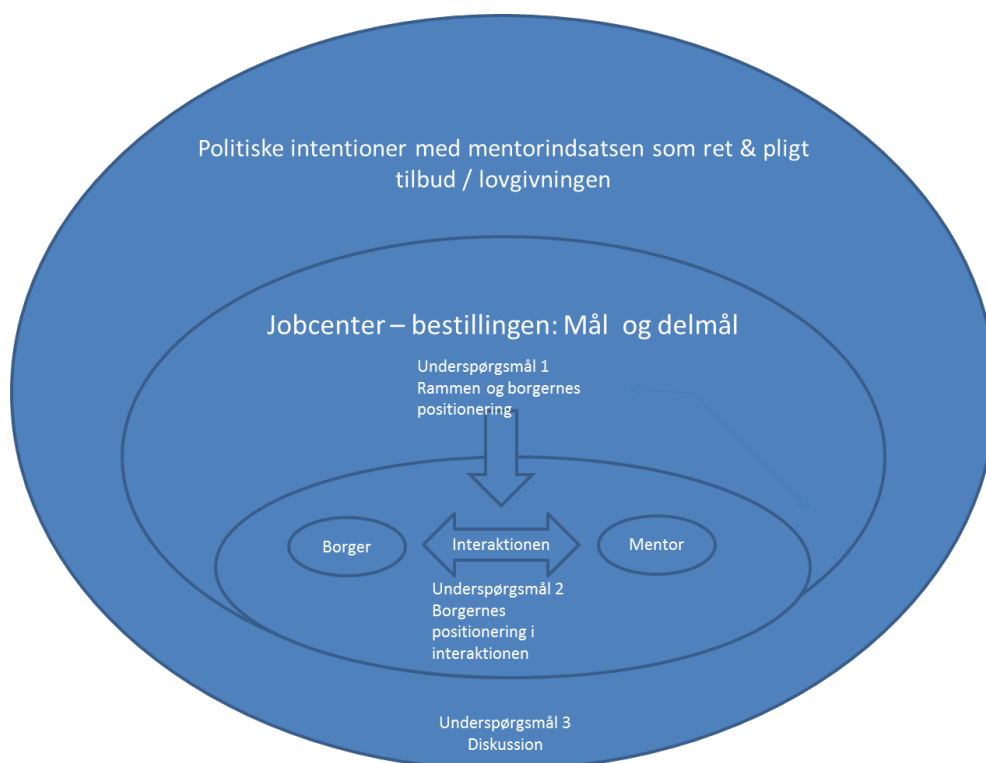 Politiske intentioner med mentorindsatsen som ret & pligt
tilbud / lovgivningen
Jobcenter – bestillingen: Mål og delmål
Underspørgsmål 1
Rammen og borgernes
positionering
Borger
Interaktionen
Mentor
Underspørgsmål 2
Borgernes
positionering i
interaktionen
Underspørgsmål 3
Diskussion